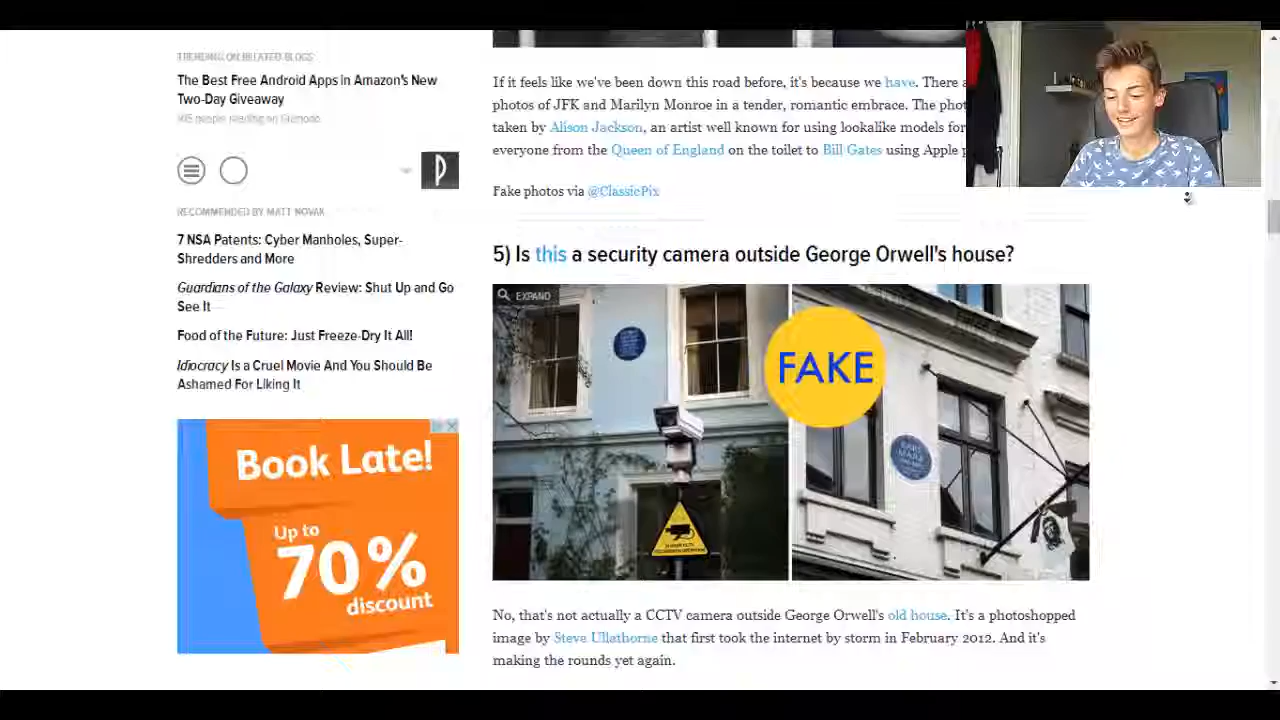 TRENDING ON RELATED BLOGS
The Best Free Android Apps in Amazon's New
Two-Day Giveaway
people reading on Gizmodo
RECOMMENDED BY MATT NOVAK
7 NSA Patents: Cyber Manholes, Super-
Shredders and More
Guardians of the Galaxy Review: Shut Up and Go
See It
Food of the Future: Just Freeze-Dry It All!
Idiocracy Is a Cruel Movie And You Should Be
Ashamed For Liking It
Book Late!
Up to
70%
discount
If it feels like we've been down this road before, it's because we have. There
photos of JFK and Marilyn Monroe in a tender, romantic embrace. The
taken by Alison Jackson, an artist well known for using lookalike models for
everyone from the Queen of England on the toilet to Bill Gates using Apple
Fake photos via @ClassicPix
5) Is this a security camera outside George Orwell's house?
EXPAND
FAKE
No, that's not actually a CCTV camera outside George Orwell's old house. It's a photoshopped
image by Steve Ullathorne that first took the internet by storm in February 2012. And it's
making the rounds yet again.